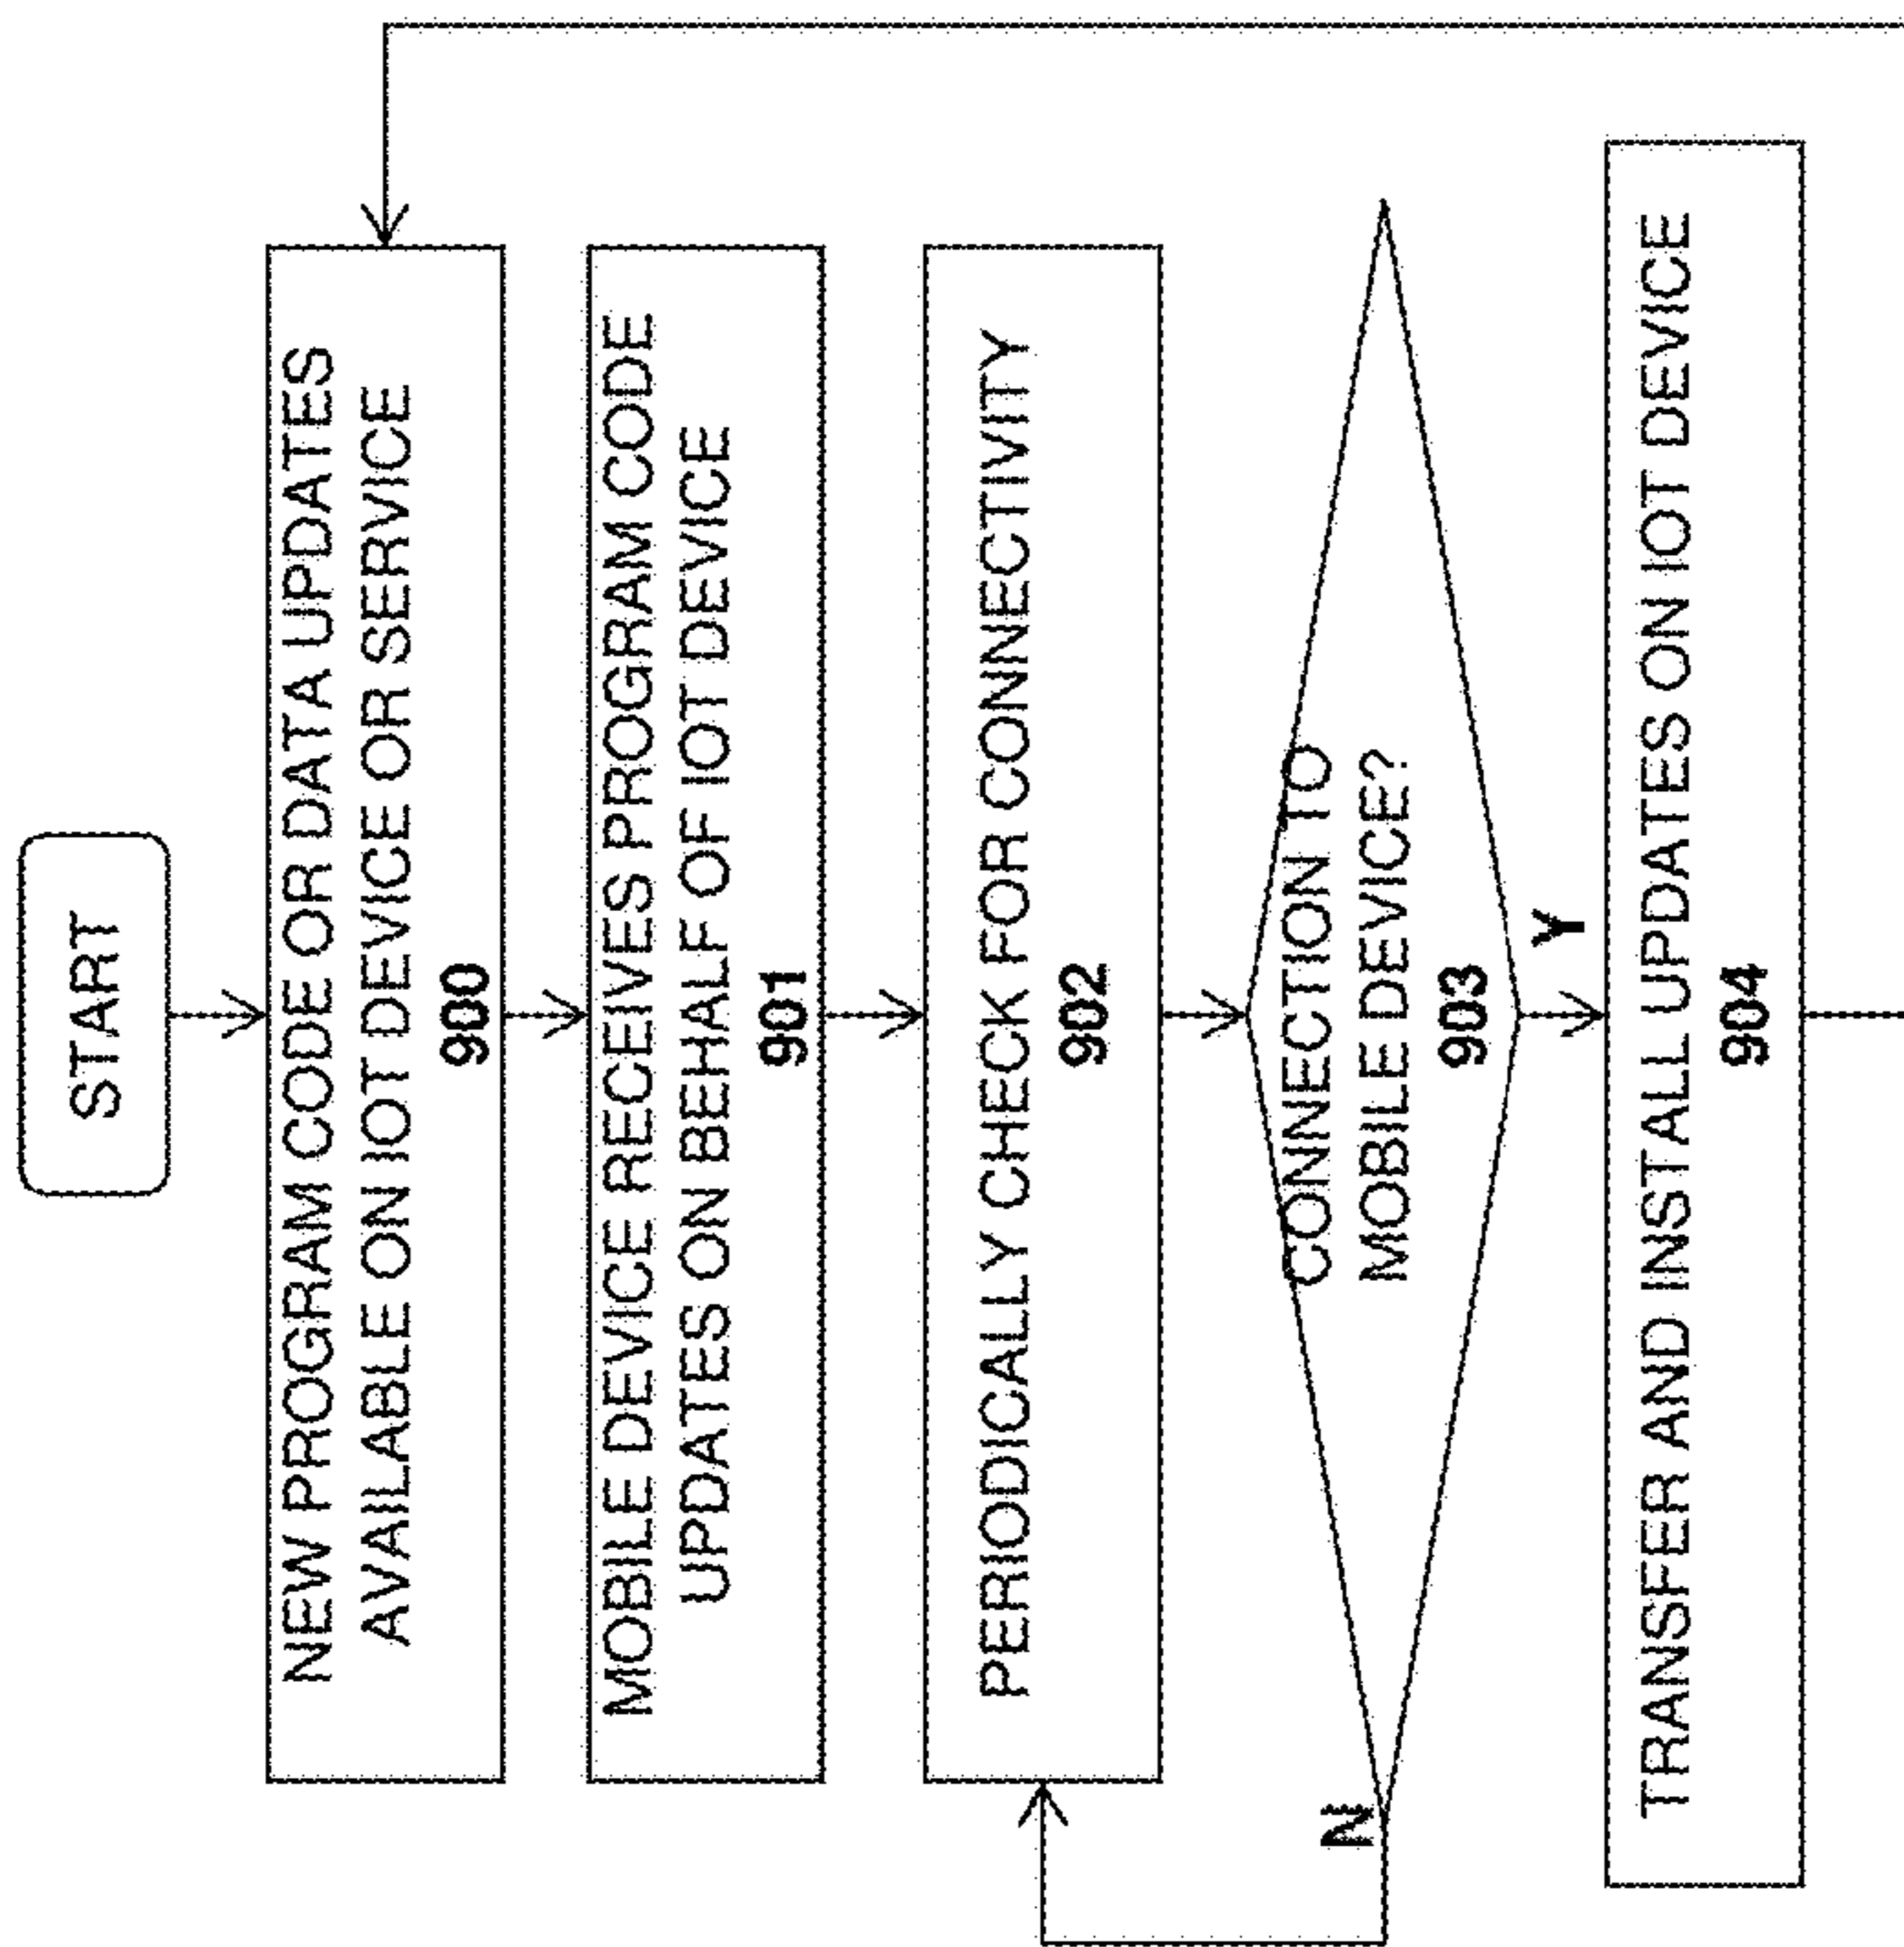 START
NEW PROGRAM CODE OR DATA UPDATES
AVAILABLE ON IOT DEVICE OR SERVICE
900
MOBILE DEVICE RECEIVES PROGRAM CODE
UPDATES ON BEHALF OF IOT DEVICE
901
PERIODICALLY CHECK FOR CONNECTIVITY
902
CONNECTION TO
MOBILE DEVICE?
903
N
Y
TRANSFER AND INSTALL UPDATES ON IOT DEVICE
904